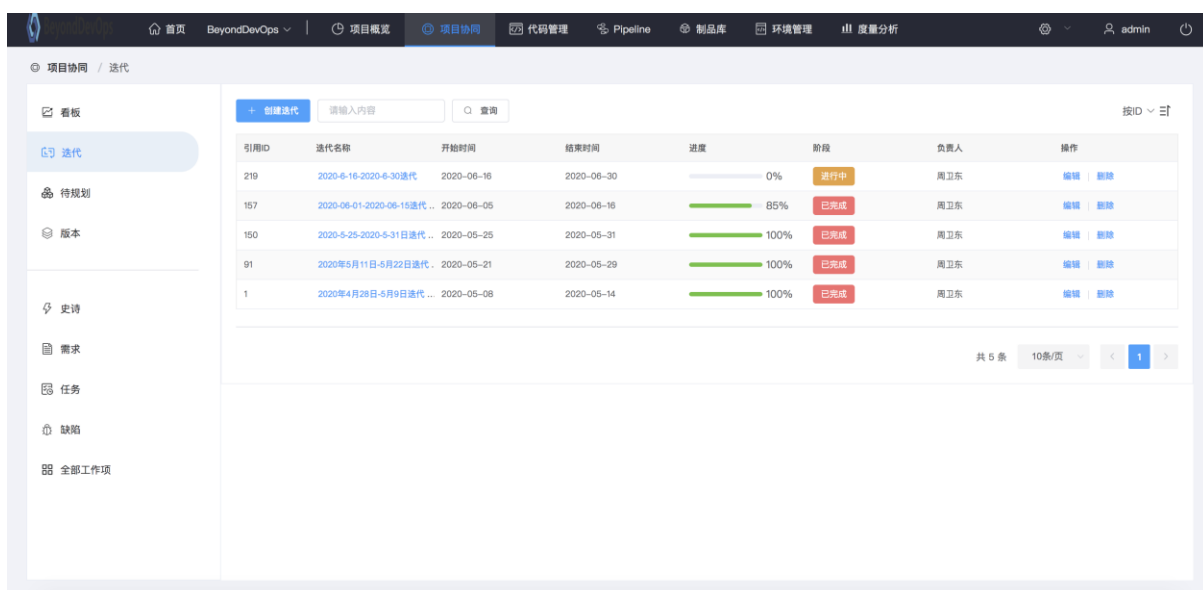 BeyondDevOps 首页 BeyondDevOps 项目概览 项目协同 代码管理 Pipeline 制品库 环境管理 度量分析 admin
项目协同 / 迭代
看板
迭代
待规划
版本
史诗
需求
任务
缺陷
全部工作项
+ 创建迭代 请输入内容 查询 按ID
引用ID 迭代名称 开始时间 结束时间 进度 阶段 负责人 操作
219 2020-6-16-2020-6-30迭代 2020-06-16 2020-06-30 0% 进行中 周卫东 编辑 | 删除
157 2020-06-01-2020-06-15迭代 .. 2020-06-05 2020-06-16 85% 已完成 周卫东 编辑 | 删除
150 2020-5-25-2020-5-31日迭代 .. 2020-05-25 2020-05-31 100% 已完成 周卫东 编辑 | 删除
91 2020年5月11日-5月22日迭代 . 2020-05-21 2020-05-29 100% 已完成 周卫东 编辑 | 删除
1 2020年4月28日-5月9日迭代 .. 2020-05-08 2020-05-14 100% 已完成 周卫东 编辑 | 删除
共 5 条 10条/页 < 1 >